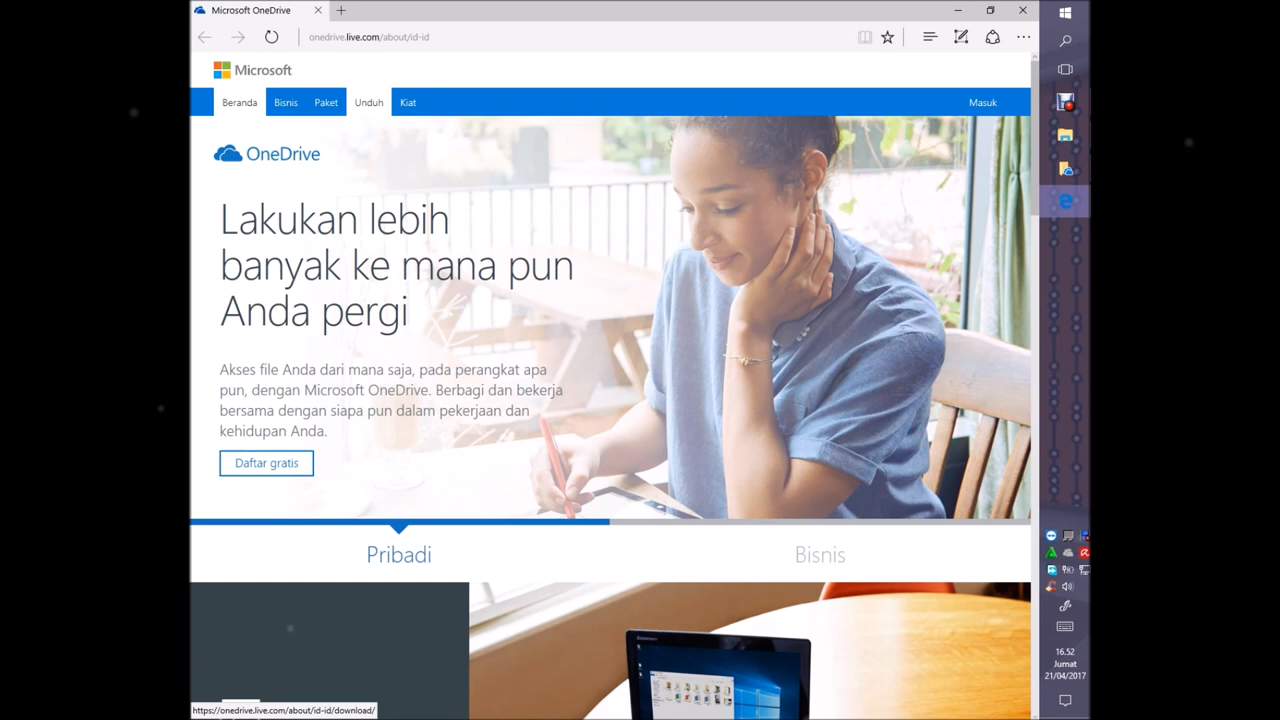 Microsoft OneDrive
onedrive.live.com/about/id-id
Microsoft
Beranda Bisnis Paket Unduh Kiat Masuk
OneDrive
Lakukan lebih
banyak ke mana pun
Anda pergi
Akses file Anda dari mana saja, pada perangkat apa
pun, dengan Microsoft OneDrive. Berbagi dan bekerja
bersama dengan siapa pun dalam pekerjaan dan
kehidupan Anda.
Daftar gratis
Pribadi Bisnis
https://onedrive.live.com/about/id-id/download/
16.52
Jumat
21/04/2017